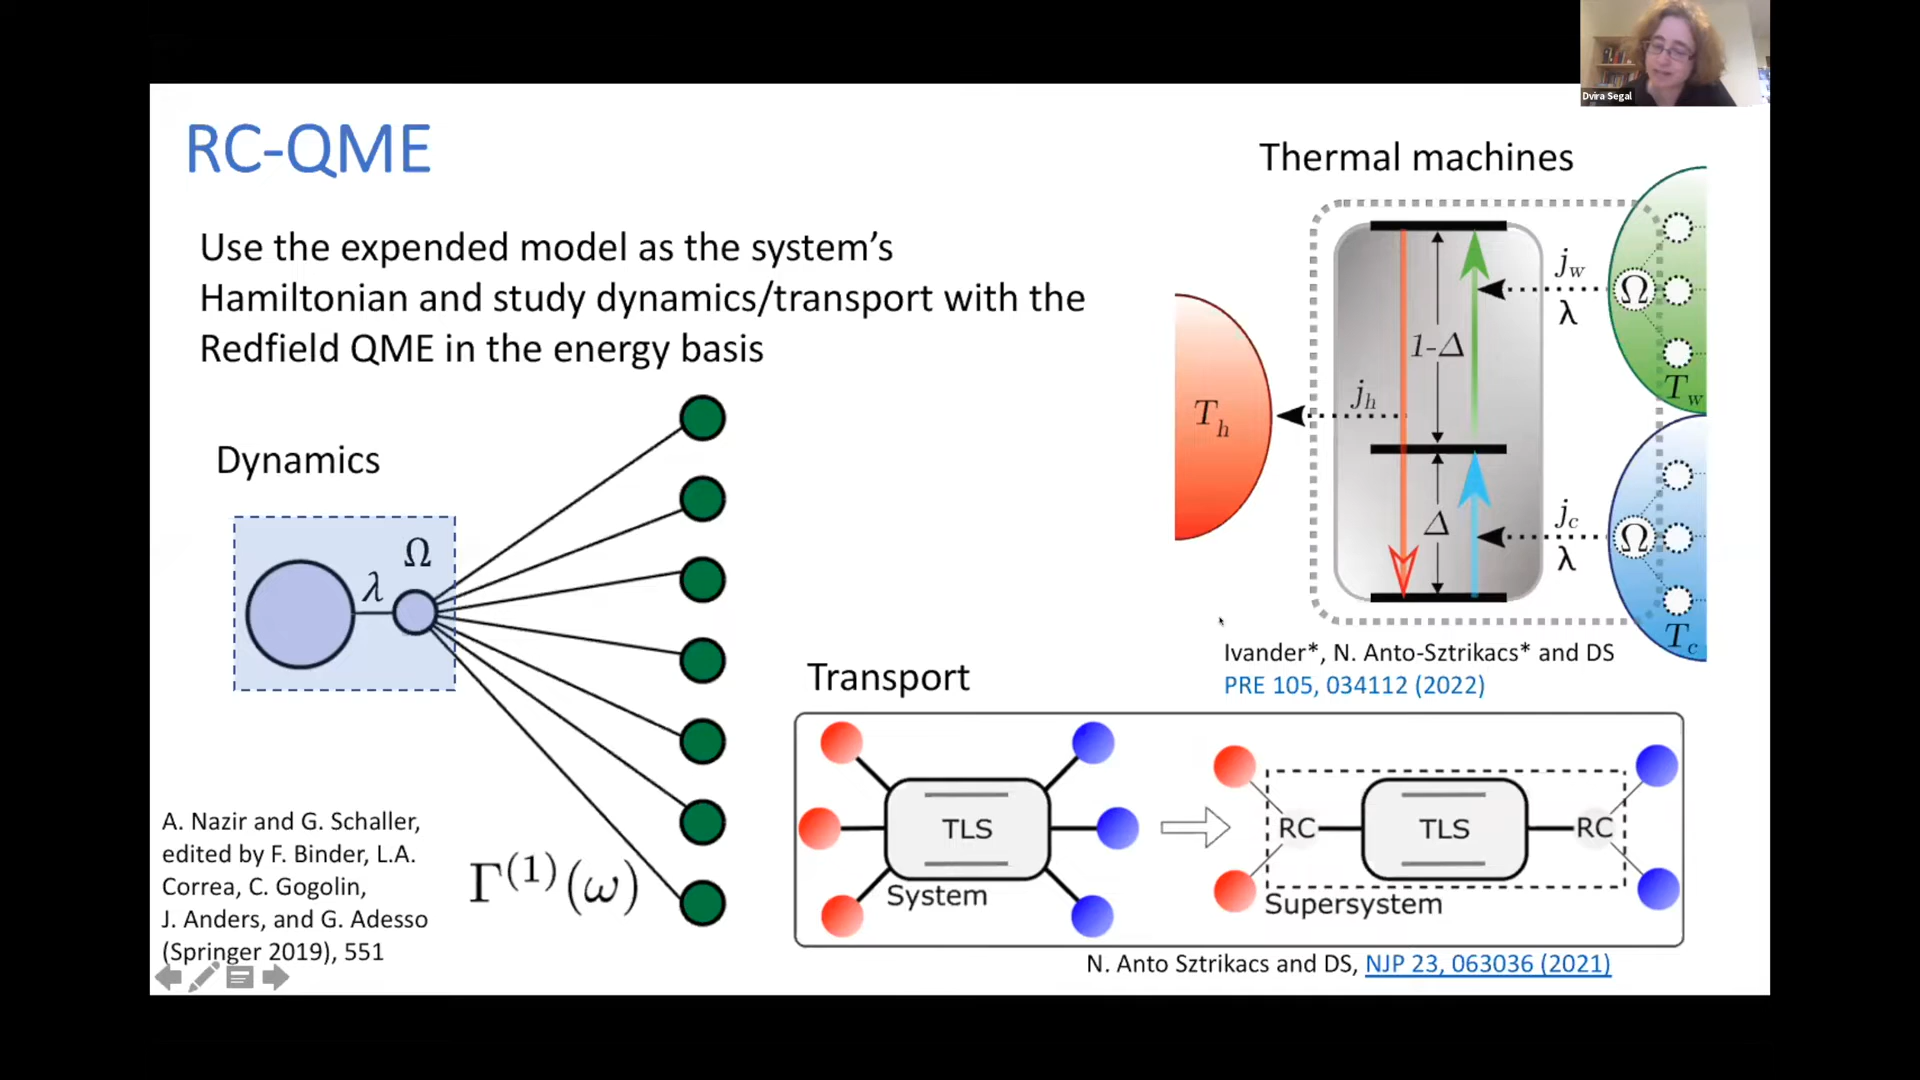 Dvira Segal
RC-QME
Use the expended model as the system’s
Hamiltonian and study dynamics/transport with the
Redfield QME in the energy basis
Dynamics
λ
Ω
Γ⁽¹⁾(ω)
A. Nazir and G. Schaller,
edited by F. Binder, L.A.
Correa, C. Gogolin,
J. Anders, and G. Adesso
(Springer 2019), 551
Thermal machines
T_h
j_h
1-Δ
Δ
j_w
λ
Ω
T_w
j_c
λ
Ω
T_c
Ivander*, N. Anto-Sztrikacs* and DS
PRE 105, 034112 (2022)
Transport
TLS
System
RC
TLS
RC
Supersystem
N. Anto Sztrikacs and DS, NJP 23, 063036 (2021)